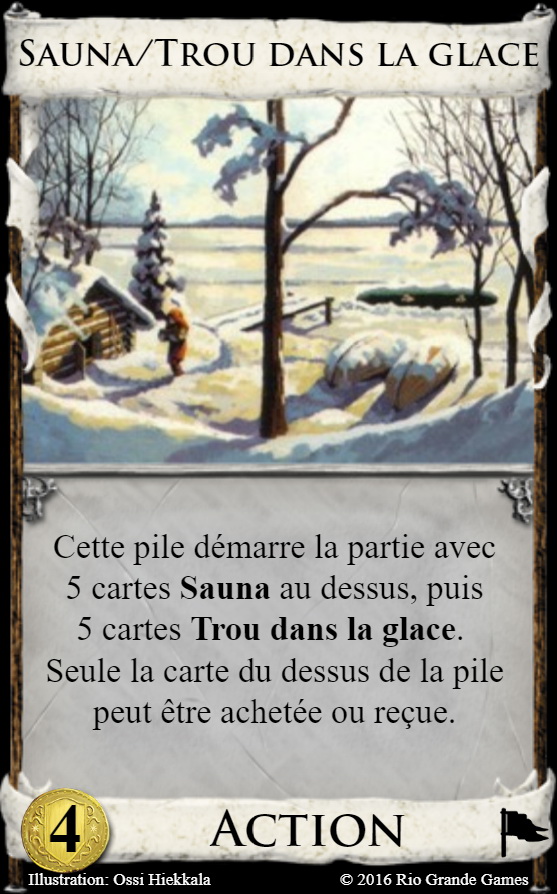 Sauna/Trou dans la glace
Cette pile démarre la partie avec
5 cartes Sauna au dessus, puis
5 cartes Trou dans la glace.
Seule la carte du dessus de la pile
peut être achetée ou reçue.
4
Action
Illustration: Ossi Hiekkala
© 2016 Rio Grande Games